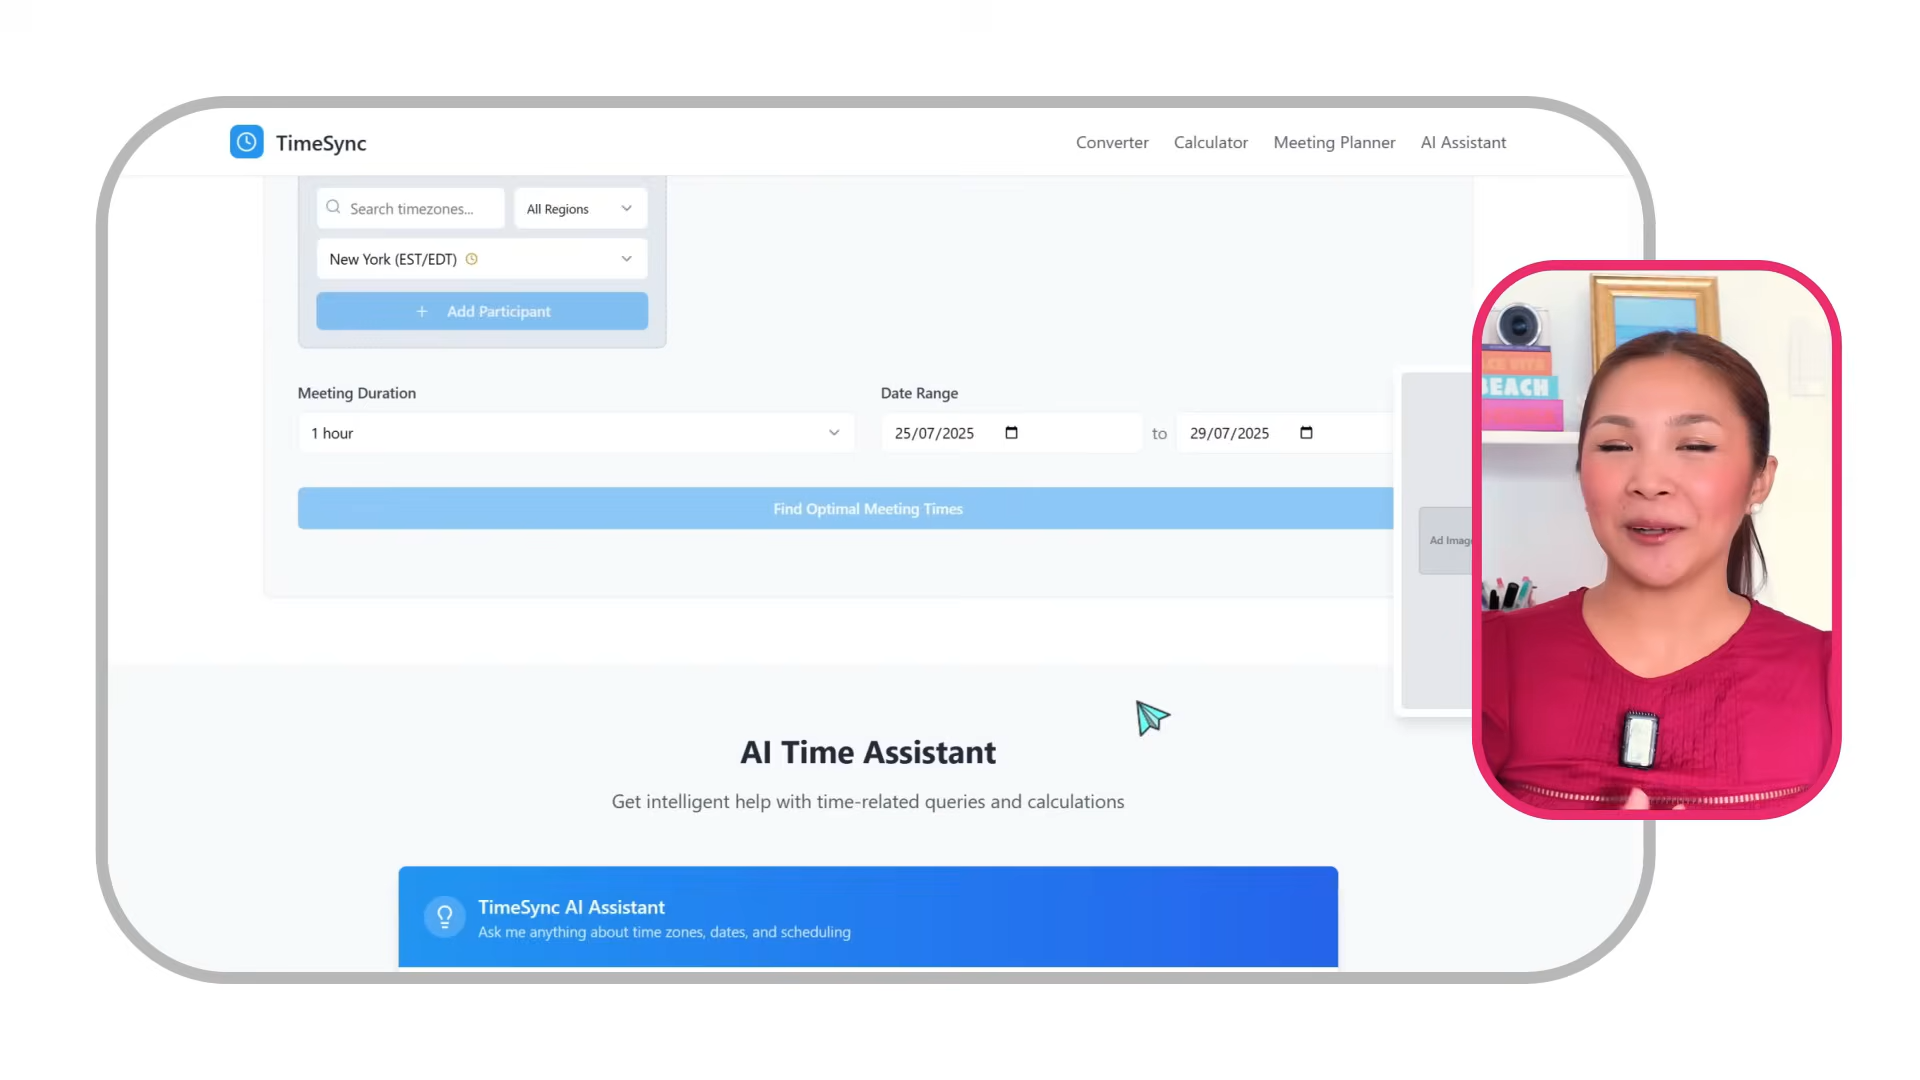 TimeSync
Converter
Calculator
Meeting Planner
AI Assistant
Search timezones...
All Regions
New York (EST/EDT)
+ Add Participant
Meeting Duration
Date Range
1 hour
25/07/2025
to
29/07/2025
Find Optimal Meeting Times
Ad Image
BEACH
AI Time Assistant
Get intelligent help with time-related queries and calculations
TimeSync AI Assistant
Ask me anything about time zones, dates, and scheduling